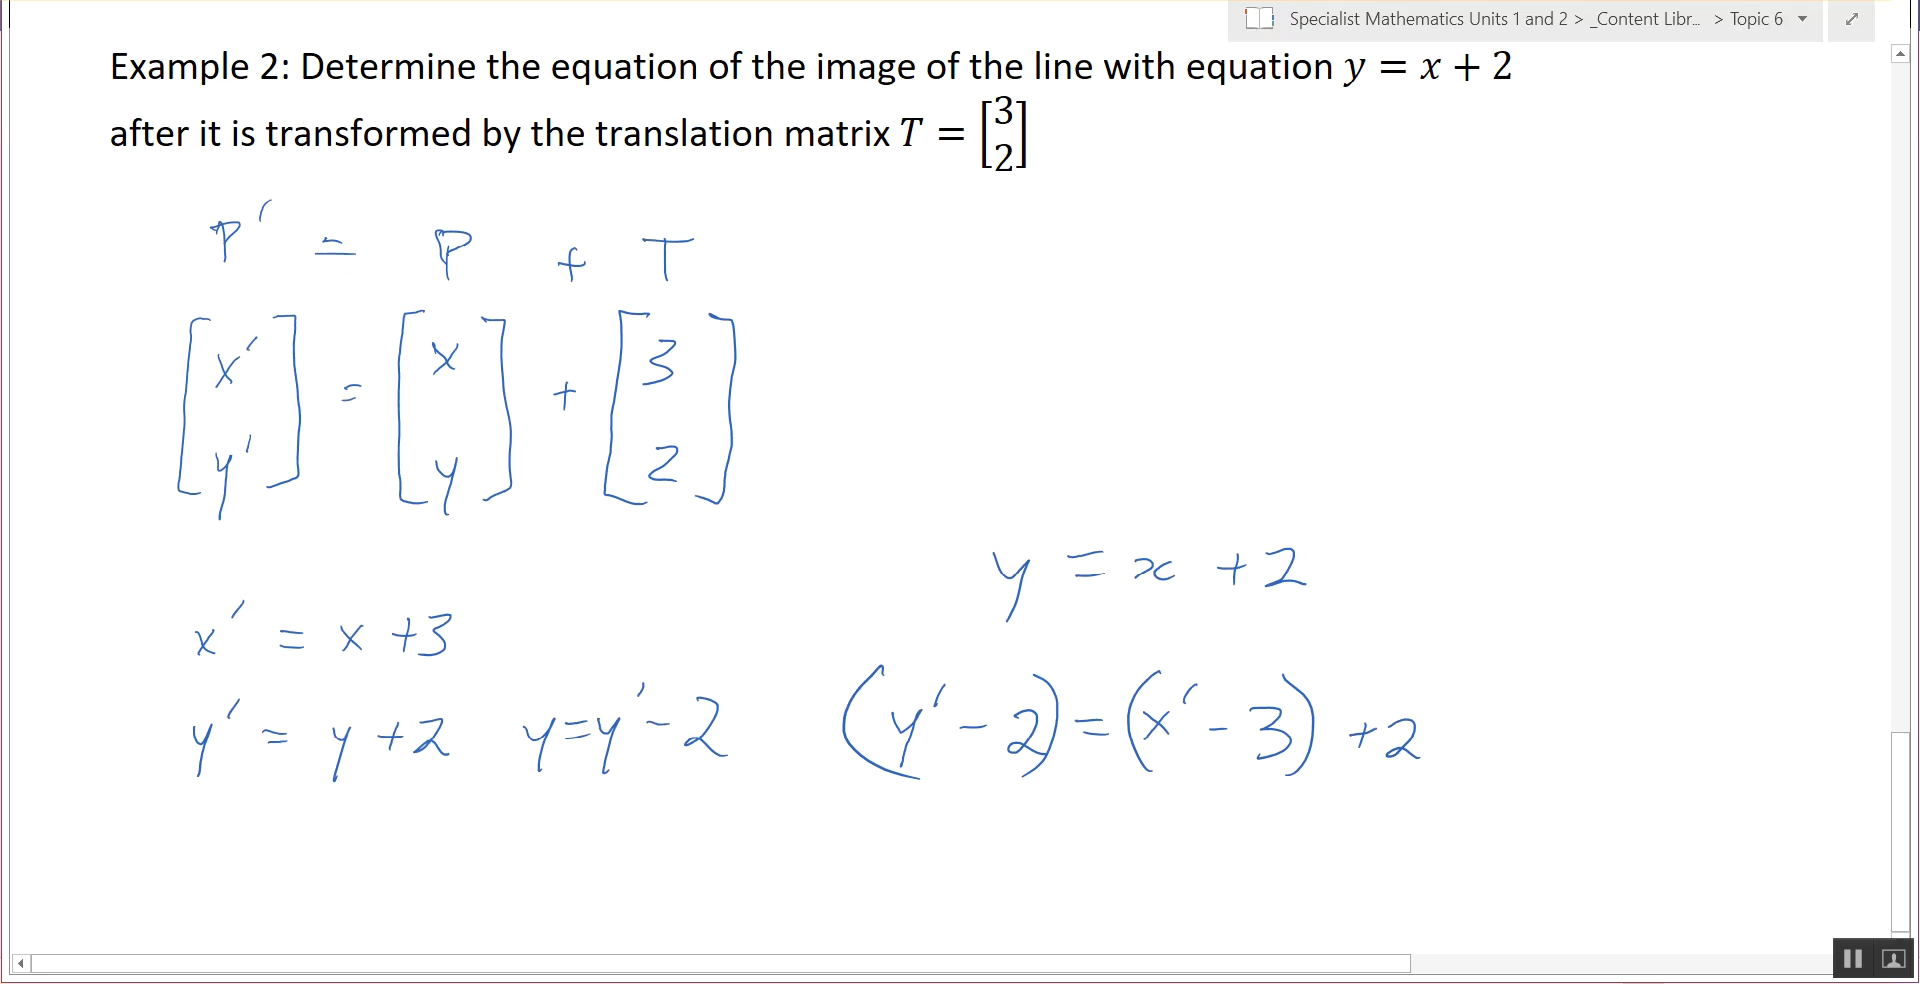 Specialist Mathematics Units 1 and 2 > _Content Libr... > Topic 6
Example 2: Determine the equation of the image of the line with equation y = x + 2
after it is transformed by the translation matrix T = [3 2]
P' = P + T
[x' y'] = [x y] + [3 2]
y = x + 2
x' = x + 3
y' = y + 2 y = y' - 2 (y' - 2) = (x' - 3) + 2